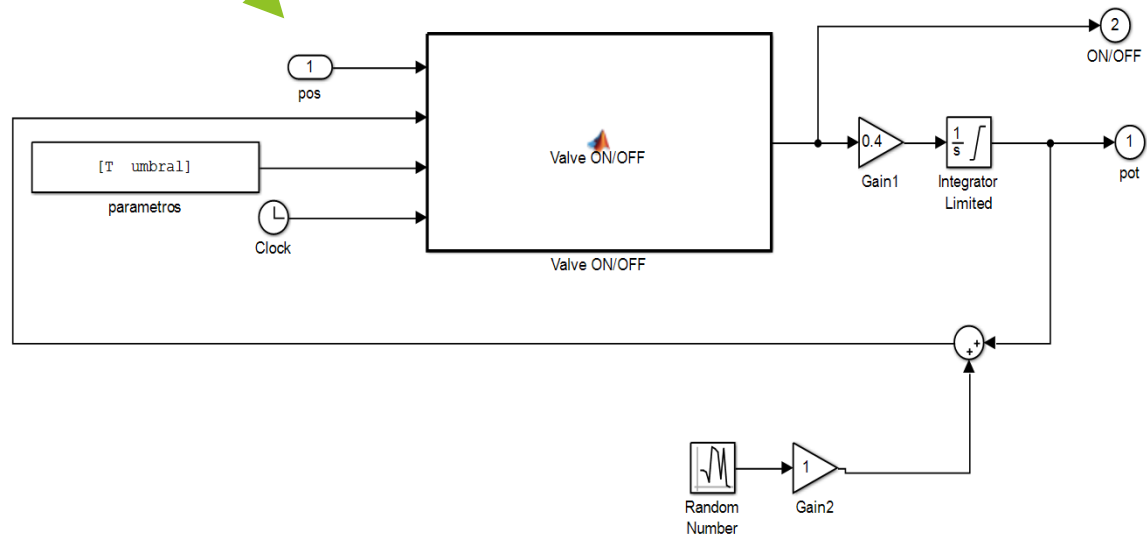 2
ON/OFF
1
pos
Valve ON/OFF
0.4
Gain1
1
s
Integrator
Limited
1
pot
[T umbral]
parametros
Clock
Valve ON/OFF
+
+
1
Random
Number
Gain2